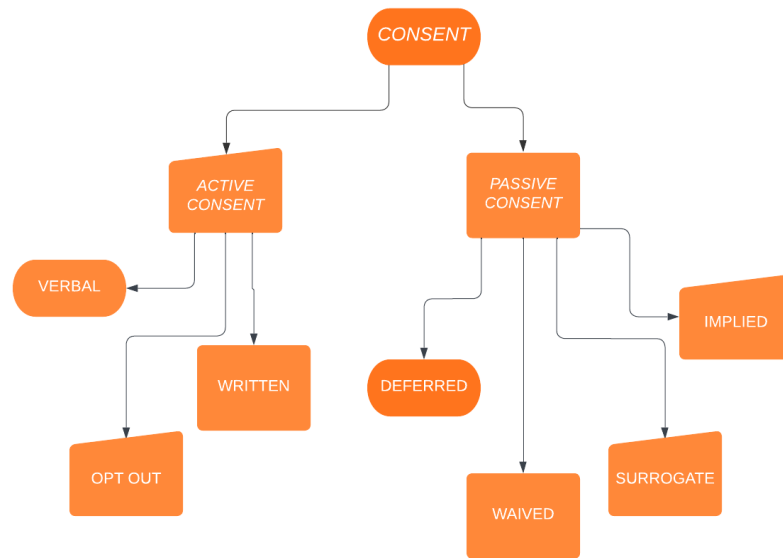 CONSENT
ACTIVE
CONSENT
PASSIVE
CONSENT
VERBAL
IMPLIED
WRITTEN
DEFERRED
OPT OUT
SURROGATE
WAIVED